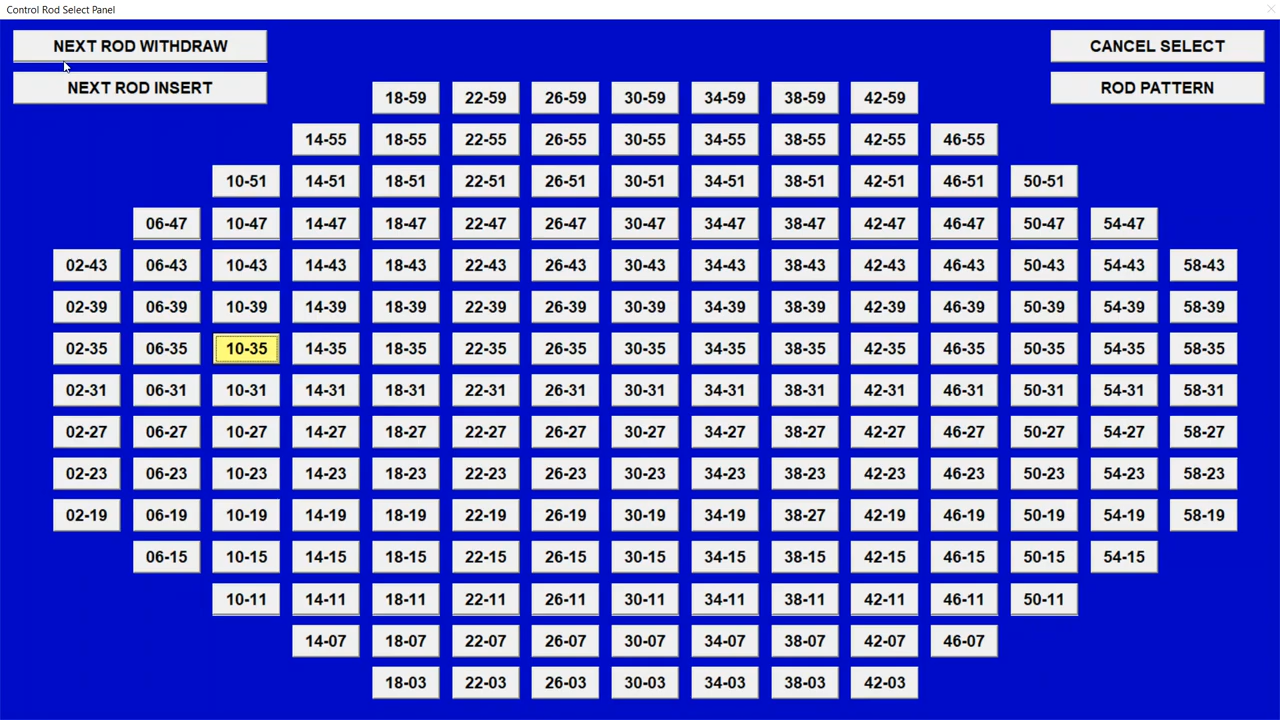 Control Rod Select Panel
NEXT ROD WITHDRAW CANCEL SELECT
NEXT ROD INSERT ROD PATTERN
18-59 22-59 26-59 30-59 34-59 38-59 42-59
14-55 18-55 22-55 26-55 30-55 34-55 38-55 42-55 46-55
10-51 14-51 18-51 22-51 26-51 30-51 34-51 38-51 42-51 46-51 50-51
06-47 10-47 14-47 18-47 22-47 26-47 30-47 34-47 38-47 42-47 46-47 50-47 54-47
02-43 06-43 10-43 14-43 18-43 22-43 26-43 30-43 34-43 38-43 42-43 46-43 50-43 54-43 58-43
02-39 06-39 10-39 14-39 18-39 22-39 26-39 30-39 34-39 38-39 42-39 46-39 50-39 54-39 58-39
02-35 06-35 10-35 14-35 18-35 22-35 26-35 30-35 34-35 38-35 42-35 46-35 50-35 54-35 58-35
02-31 06-31 10-31 14-31 18-31 22-31 26-31 30-31 34-31 38-31 42-31 46-31 50-31 54-31 58-31
02-27 06-27 10-27 14-27 18-27 22-27 26-27 30-27 34-27 38-27 42-27 46-27 50-27 54-27 58-27
02-23 06-23 10-23 14-23 18-23 22-23 26-23 30-23 34-23 38-23 42-23 46-23 50-23 54-23 58-23
02-19 06-19 10-19 14-19 18-19 22-19 26-19 30-19 34-19 38-27 42-19 46-19 50-19 54-19 58-19
06-15 10-15 14-15 18-15 22-15 26-15 30-15 34-15 38-15 42-15 46-15 50-15 54-15
10-11 14-11 18-11 22-11 26-11 30-11 34-11 38-11 42-11 46-11 50-11
14-07 18-07 22-07 26-07 30-07 34-07 38-07 42-07 46-07
18-03 22-03 26-03 30-03 34-03 38-03 42-03